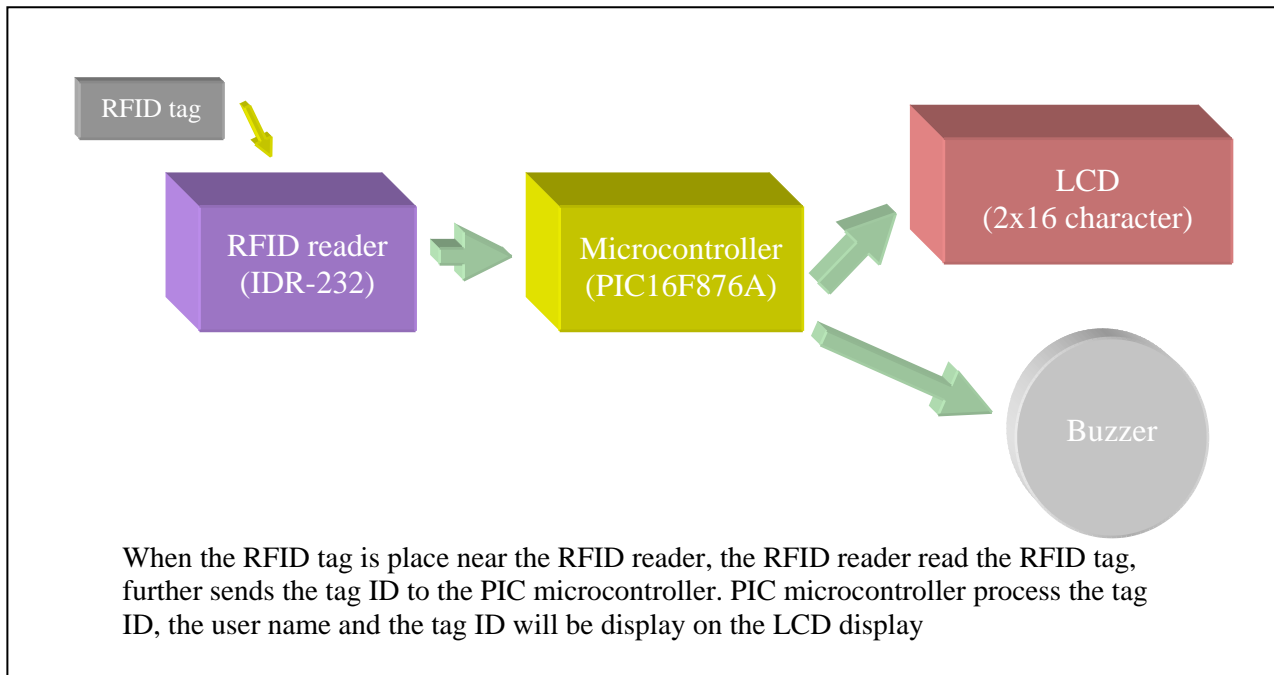 RFID tag
RFID reader
(IDR-232)
Microcontroller
(PIC16F876A)
LCD
(2x16 character)
Buzzer
When the RFID tag is place near the RFID reader, the RFID reader read the RFID tag,
further sends the tag ID to the PIC microcontroller. PIC microcontroller process the tag
ID, the user name and the tag ID will be display on the LCD display